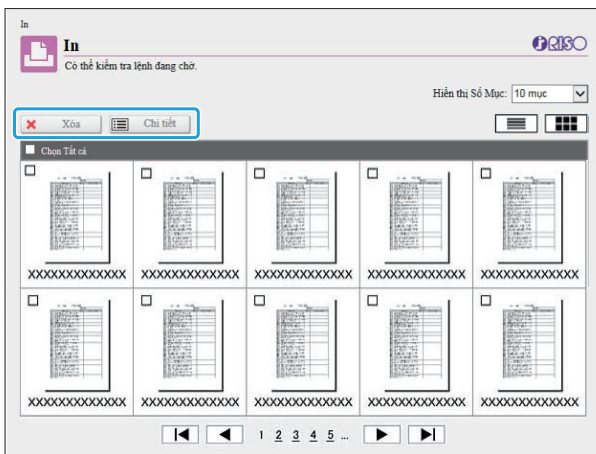 In
In
RISO
Có thể kiểm tra lệnh đang chờ.
Hiển thị Số Mục: 10 mục
Xóa Chi tiết
Chọn Tất cả
XXXXXXXXXXXXX XXXXXXXXXXXXX XXXXXXXXXXXXX XXXXXXXXXXXXX XXXXXXXXXXXXX
XXXXXXXXXXXXX XXXXXXXXXXXXX XXXXXXXXXXXXX XXXXXXXXXXXXX XXXXXXXXXXXXX
1 2 3 4 5 ...